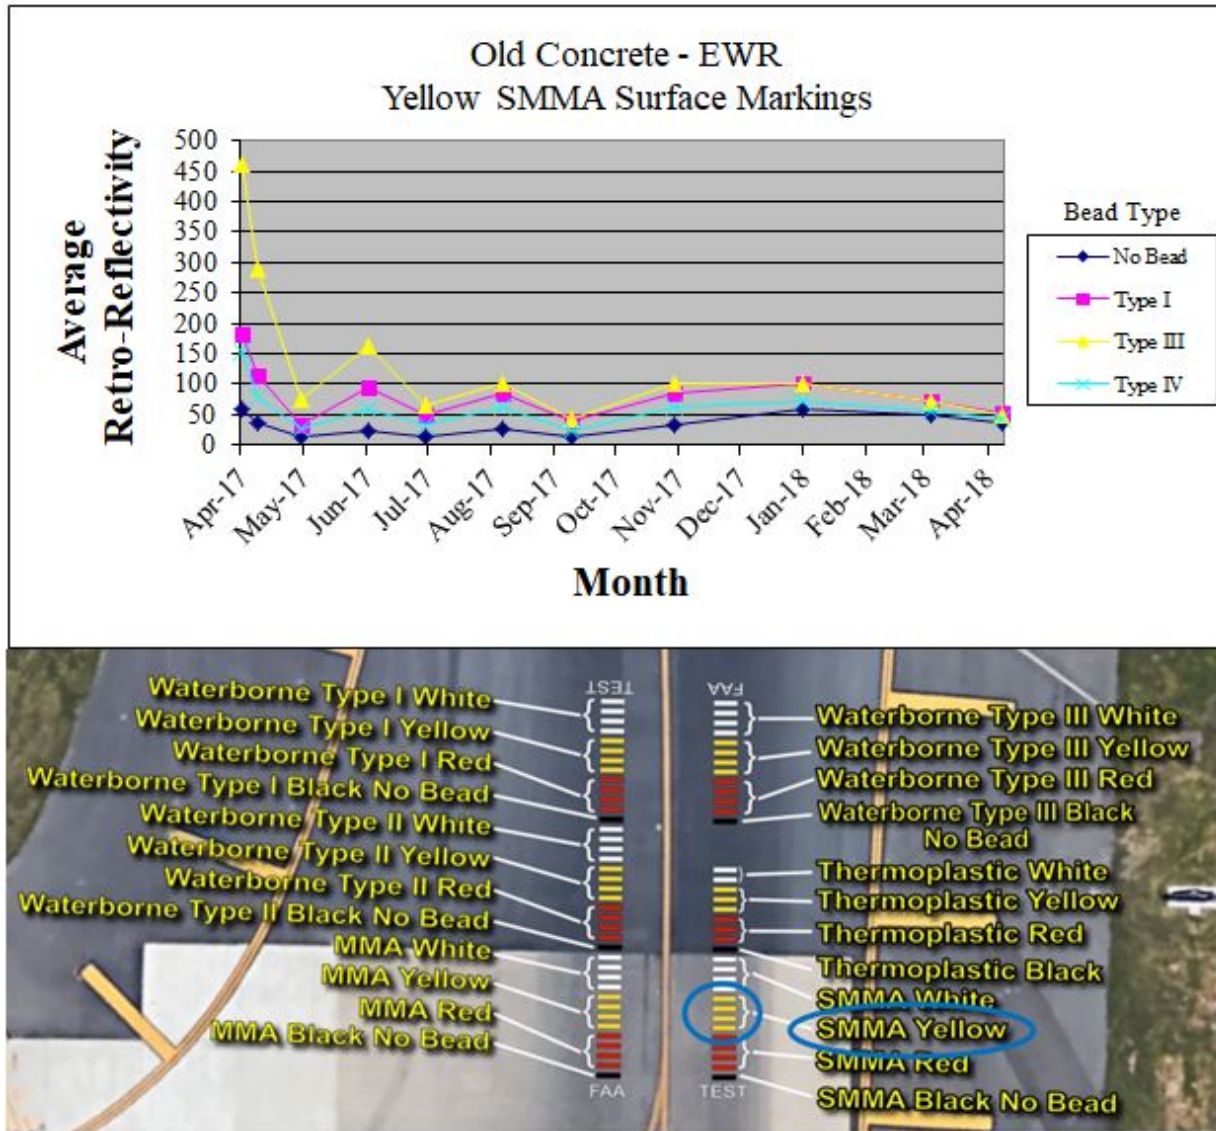 Old Concrete - EWR
Yellow SMMA Surface Markings
Average
Retro-Reflectivity
500
450
400
350
300
250
200
150
100
50
0
Apr-17
May-17
Jun-17
Jul-17
Aug-17
Sep-17
Oct-17
Nov-17
Dec-17
Jan-18
Feb-18
Mar-18
Apr-18
Month
Bead Type
No Bead
Type I
Type III
Type IV
TEST
FAA
Waterborne Type I White
Waterborne Type I Yellow
Waterborne Type I Red
Waterborne Type I Black No Bead
Waterborne Type II White
Waterborne Type II Yellow
Waterborne Type II Red
Waterborne Type II Black No Bead
MMA White
MMA Yellow
MMA Red
MMA Black No Bead
Waterborne Type III White
Waterborne Type III Yellow
Waterborne Type III Red
Waterborne Type III Black
No Bead
Thermoplastic White
Thermoplastic Yellow
Thermoplastic Red
Thermoplastic Black
SMMA White
SMMA Yellow
SMMA Red
SMMA Black No Bead
FAA
TEST